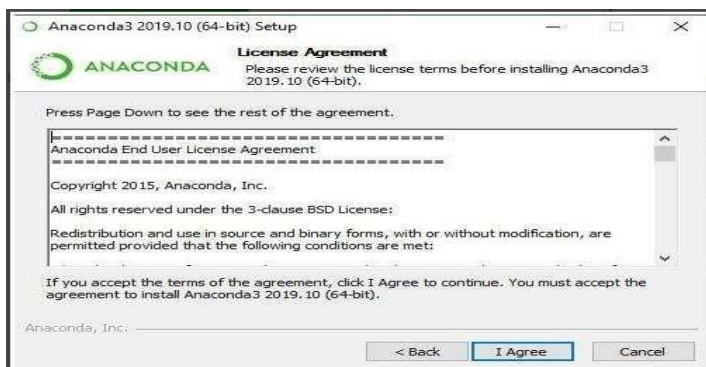 Anaconda3 2019.10 (64-bit) Setup
License Agreement
ANACONDA
Please review the license terms before installing Anaconda3
2019.10 (64-bit).
Press Page Down to see the rest of the agreement.
============================================
Anaconda End User License Agreement
============================================
Copyright 2015, Anaconda, Inc.
All rights reserved under the 3-clause BSD License:
Redistribution and use in source and binary forms, with or without modification, are
permitted provided that the following conditions are met:
If you accept the terms of the agreement, click I Agree to continue. You must accept the
agreement to install Anaconda3 2019.10 (64-bit).
Anaconda, Inc.
< Back
I Agree
Cancel